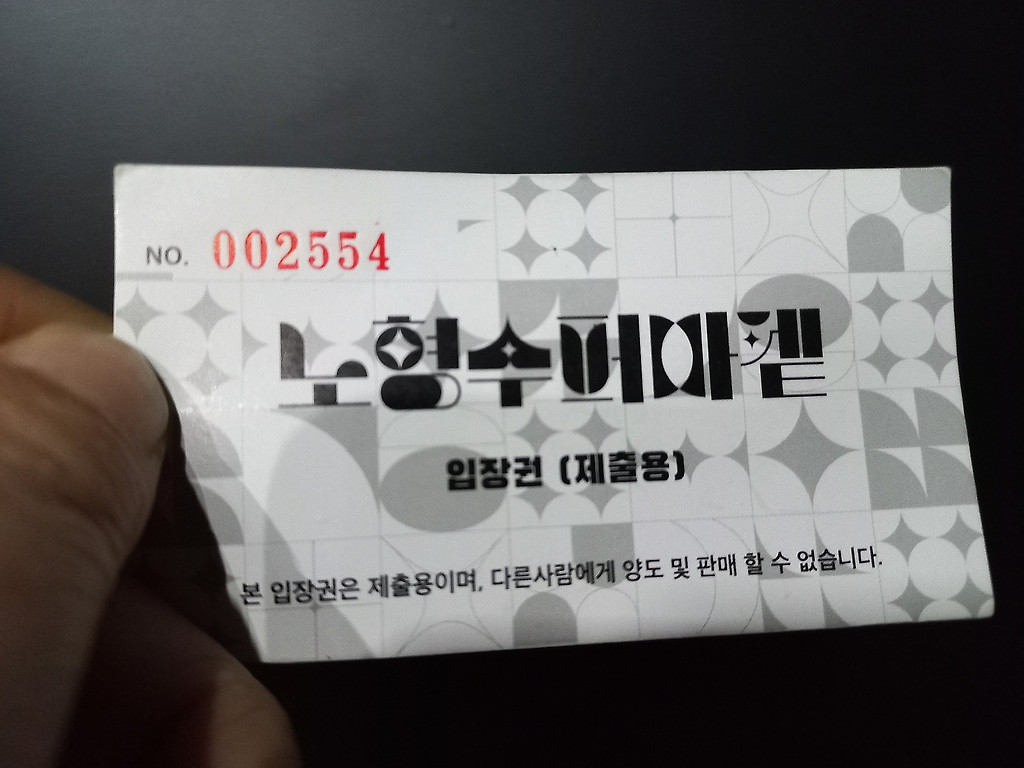 NO. 002554
노형수퍼마켙
입장권 (제출용)
본 입장권은 제출용이며, 다른사람에게 양도 및 판매 할 수 없습니다.